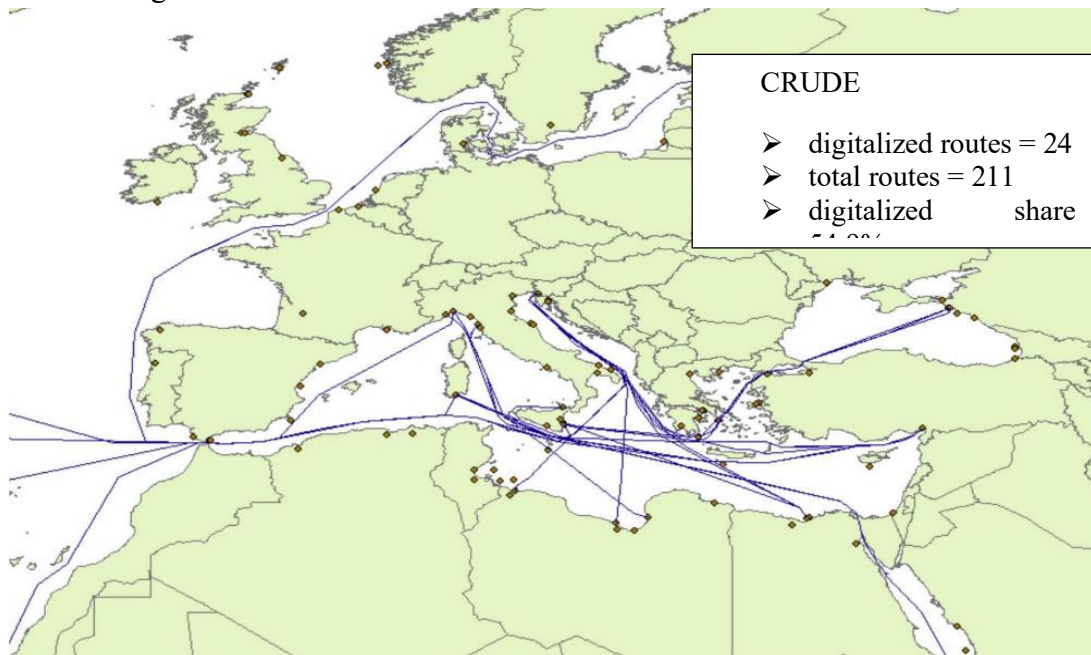 CRUDE
➢ digitalized routes = 24
➢ total routes = 211
➢ digitalized share